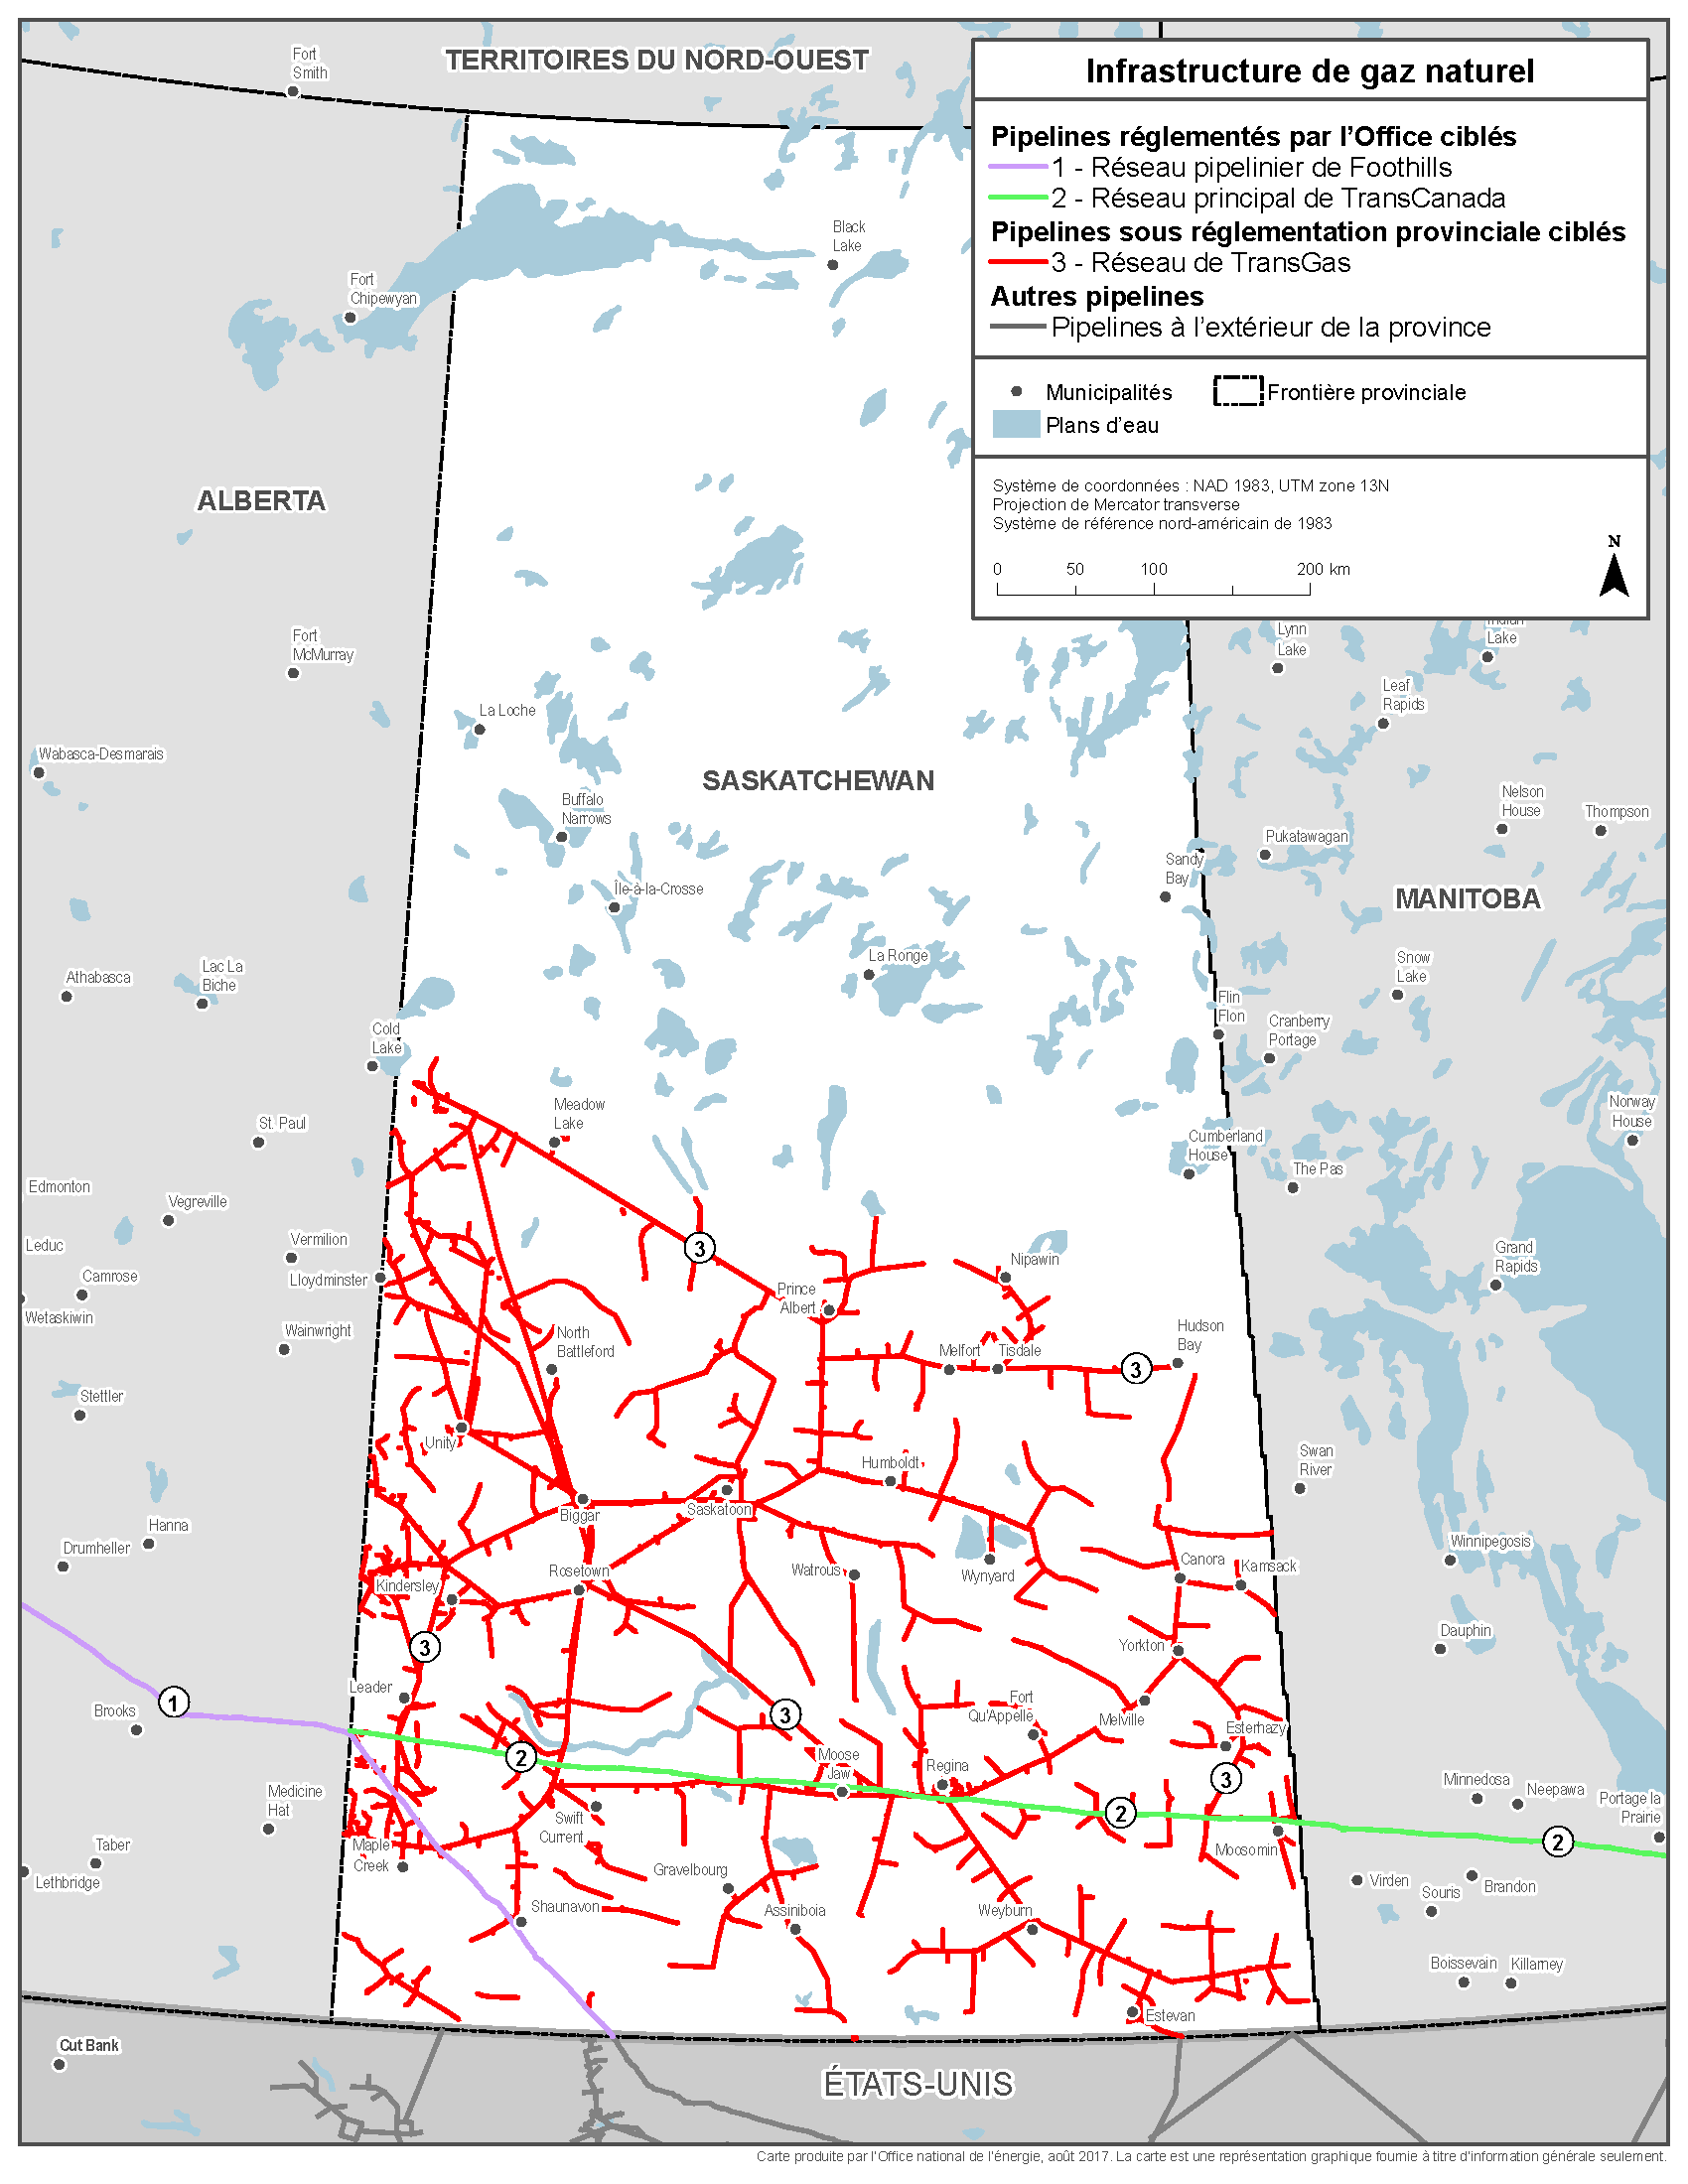 TERRITOIRES DU NORD-OUEST
Fort
Smith
Infrastructure de gaz naturel
Pipelines réglementés par l'Office ciblés
1 - Réseau pipelinier de Foothills
2 - Réseau principal de TransCanada
Pipelines sous réglementation provinciale ciblés
3 - Réseau de TransGas
Autres pipelines
Pipelines à l'extérieur de la province
Municipalités
Frontière provinciale
Plans d'eau
Système de coordonnées : NAD 1983, UTM zone 13N
Projection de Mercator transverse
Système de référence nord-américain de 1983
N
0 50 100 200 km
Black
Lake
Fort
Chipewyan
ALBERTA
Fort
McMurray
Lynn
Lake
Indian
Lake
Leaf
Rapids
La Loche
Wabasca-Desmarais
SASKATCHEWAN
Buffalo
Narrows
Nelson
House
Thompson
Pukatawagan
Sandy
Bay
Île-à-la-Crosse
MANITOBA
La Ronge
Athabasca
Lac La
Biche
Snow
Lake
Flin
Flon
Cranberry
Portage
Cold
Lake
Meadow
Lake
St. Paul
Norway
House
Cumberland
House
The Pas
Edmonton
Vegreville
Leduc
Vermilion
Camrose
Lloydminster
Wetaskiwin
Wainwright
3
Nipawin
Grand
Rapids
Prince
Albert
North
Battleford
Melfort
Tisdale
3
Hudson
Bay
Stettler
Unity
Humboldt
Swan
River
Biggar
Saskatoon
Hanna
Drumheller
Winnipegosis
Kindersley
Rosetown
Watrous
Wynyard
Canora
Kamsack
3
Yorkton
Dauphin
Leader
1
Brooks
3
Fort
Qu'Appelle
Melville
Esterhazy
2
Moose
Jaw
Regina
3
2
Medicine
Hat
Swift
Current
Minnedosa
Neepawa
Portage la
Prairie
2
Taber
Lethbridge
Maple
Creek
Moosomin
Gravelbourg
Virden
Brandon
Souris
Shaunavon
Assiniboia
Weyburn
Boissevain
Killarney
Estevan
Cut Bank
ÉTATS-UNIS
Carte produite par l'Office national de l'énergie, août 2017. La carte est une représentation graphique fournie à titre d'information générale seulement.